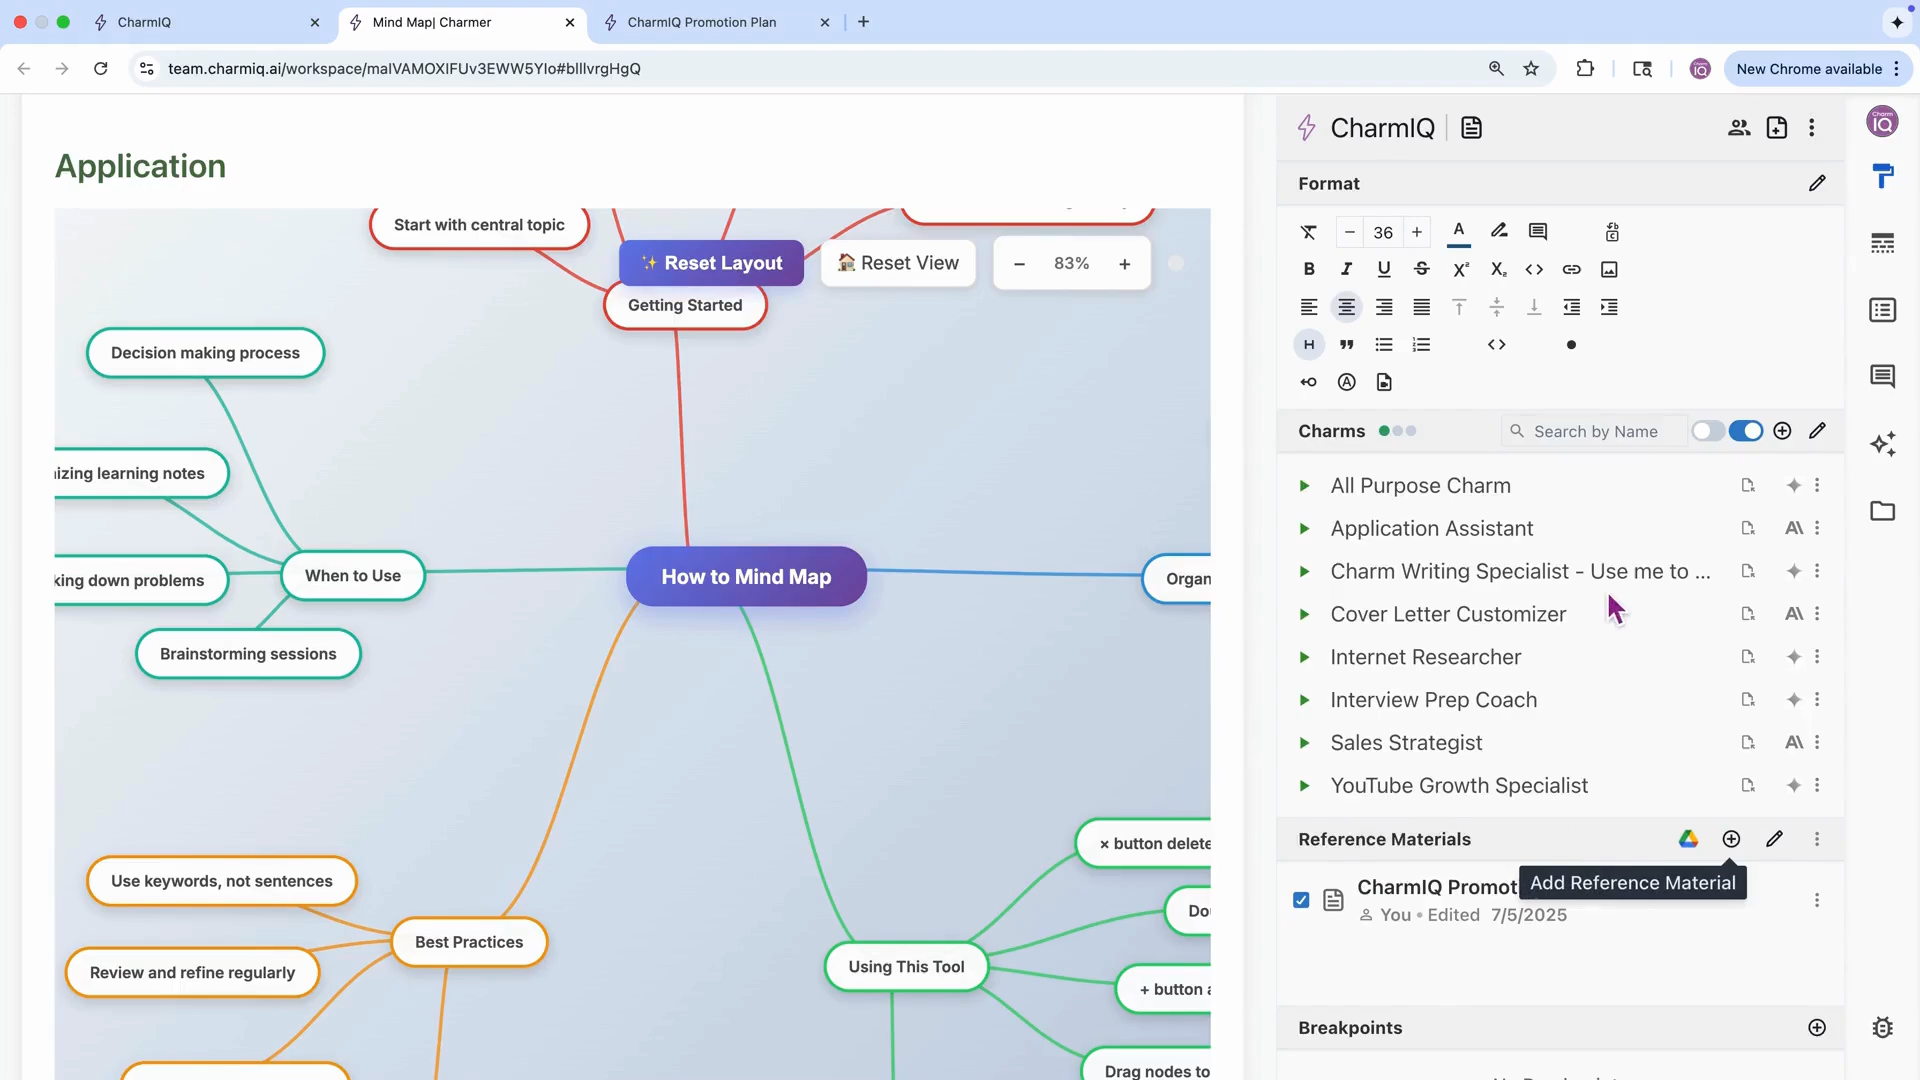 CharmIQ
Mind Map| Charmer
CharmIQ Promotion Plan
team.charmiq.ai/workspace/malVAMOXIFUv3EWW5YIo#blllvrgHgQ
New Chrome available
Application
Start with central topic
✨ Reset Layout
🏠 Reset View
− 83% +
Getting Started
Decision making process
izing learning notes
When to Use
king down problems
Brainstorming sessions
How to Mind Map
Organ
Use keywords, not sentences
Best Practices
Review and refine regularly
× button delete
Do
Using This Tool
+ button a
Drag nodes to
CharmIQ
Format
− 36 +
Charms
Search by Name
All Purpose Charm
Application Assistant
Charm Writing Specialist - Use me to ...
Cover Letter Customizer
Internet Researcher
Interview Prep Coach
Sales Strategist
YouTube Growth Specialist
Reference Materials
Add Reference Material
CharmIQ Promot
You • Edited 7/5/2025
Breakpoints